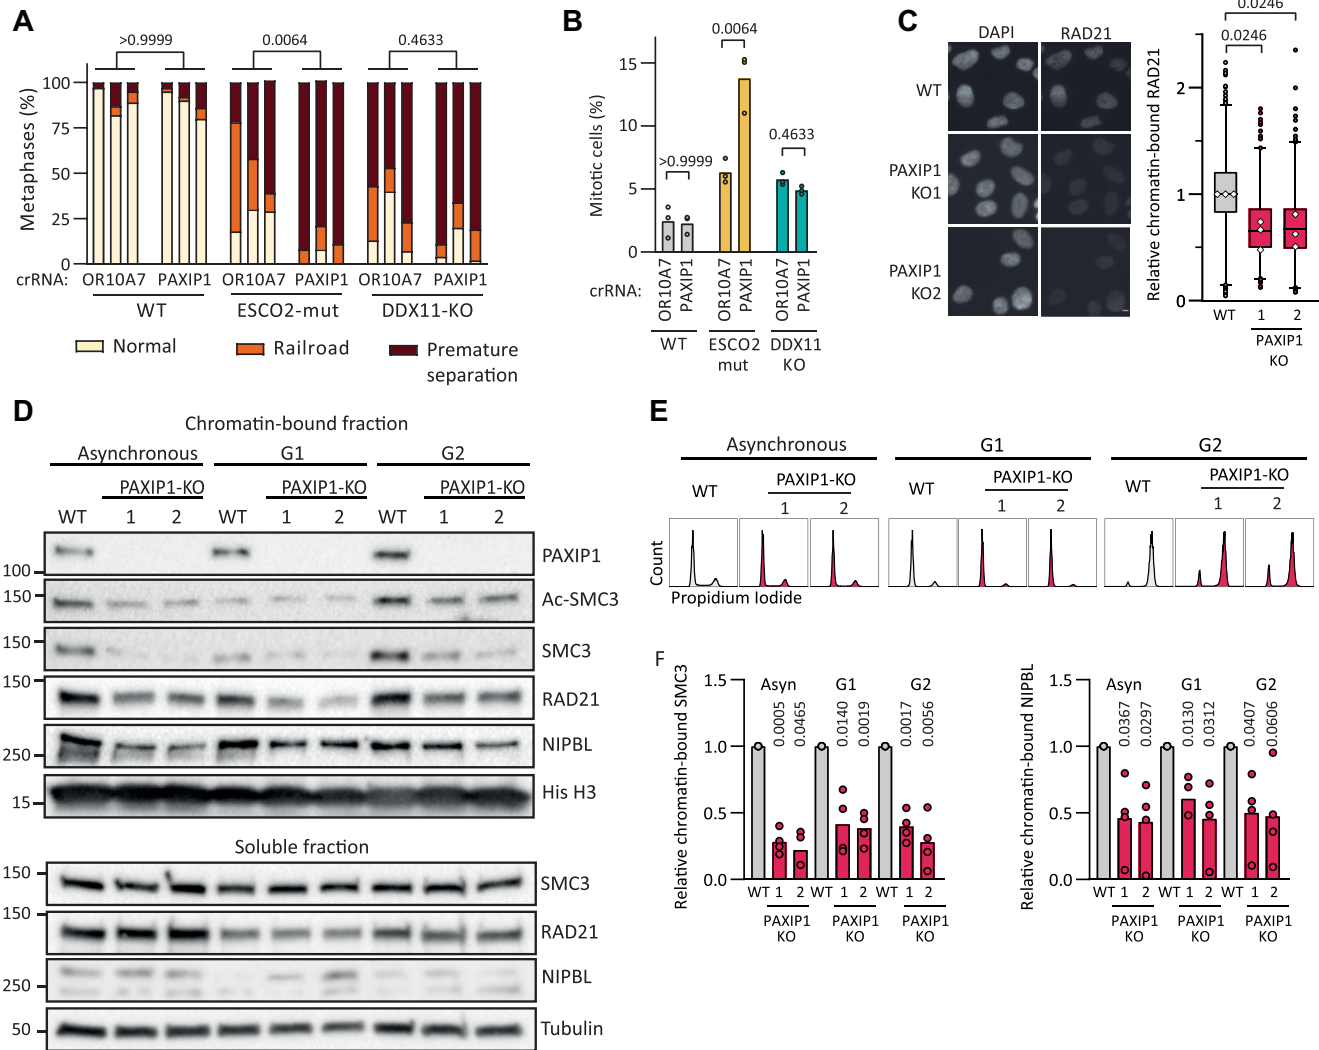 A
>0.9999
0.0064
0.4633
Metaphases (%)
100
75
50
25
0
crRNA:
OR10A7 PAXIP1 OR10A7 PAXIP1 OR10A7 PAXIP1
WT ESCO2-mut DDX11-KO
Normal Railroad Premature separation
B
0.0064
>0.9999
0.4633
Mitotic cells (%)
15
10
5
0
crRNA:
OR10A7 PAXIP1 OR10A7 PAXIP1 OR10A7 PAXIP1
WT ESCO2 mut DDX11 KO
C
DAPI RAD21
WT
PAXIP1 KO1
PAXIP1 KO2
0.0246
0.0246
Relative chromatin-bound RAD21
2
1
0
WT 1 2
PAXIP1 KO
D
Chromatin-bound fraction
Asynchronous G1 G2
PAXIP1-KO PAXIP1-KO PAXIP1-KO
WT 1 2 WT 1 2 WT 1 2
100 PAXIP1
150 Ac-SMC3
150 SMC3
150 RAD21
250 NIPBL
15 His H3
Soluble fraction
150 SMC3
150 RAD21
250 NIPBL
50 Tubulin
E
Asynchronous G1 G2
WT PAXIP1-KO WT PAXIP1-KO WT PAXIP1-KO
1 2 1 2 1 2
Count
Propidium Iodide
F
Relative chromatin-bound SMC3
1.5
1.0
0.5
0.0
Asyn G1 G2
0.0005 0.0465 0.0140 0.0019 0.0017 0.0056
WT 1 2 WT 1 2 WT 1 2
PAXIP1 KO PAXIP1 KO PAXIP1 KO
Relative chromatin-bound NIPBL
1.5
1.0
0.5
0.0
Asyn G1 G2
0.0367 0.0297 0.0130 0.0312 0.0407 0.0606
WT 1 2 WT 1 2 WT 1 2
PAXIP1 KO PAXIP1 KO PAXIP1 KO